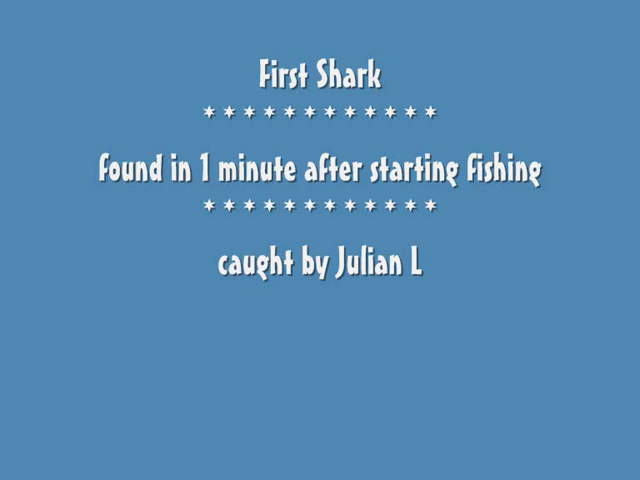 First Shark
************
found in 1 minute after starting fishing
************
caught by Julian L